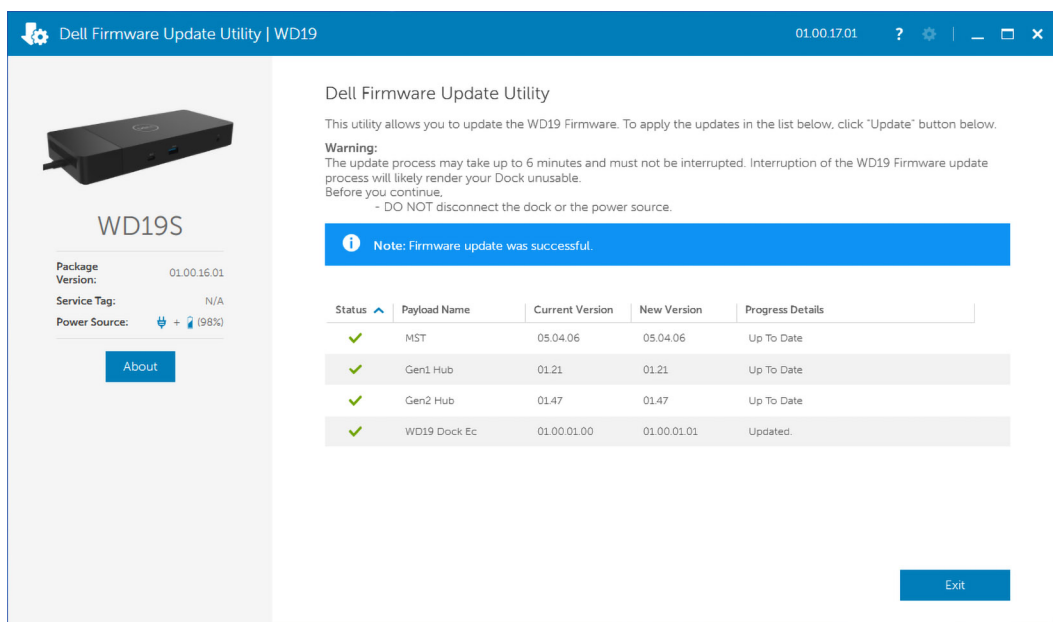 Dell Firmware Update Utility | WD19
01.00.17.01
?
Dell Firmware Update Utility
This utility allows you to update the WD19 Firmware. To apply the updates in the list below, click "Update" button below.
Warning:
The update process may take up to 6 minutes and must not be interrupted. Interruption of the WD19 Firmware update
process will likely render your Dock unusable.
Before you continue,
- DO NOT disconnect the dock or the power source.
WD19S
Package Version: 01.00.16.01
Service Tag: N/A
Power Source: + (98%)
About
Note: Firmware update was successful.
Status Payload Name Current Version New Version Progress Details
MST 05.04.06 05.04.06 Up To Date
Gen1 Hub 01.21 01.21 Up To Date
Gen2 Hub 01.47 01.47 Up To Date
WD19 Dock Ec 01.00.01.00 01.00.01.01 Updated.
Exit